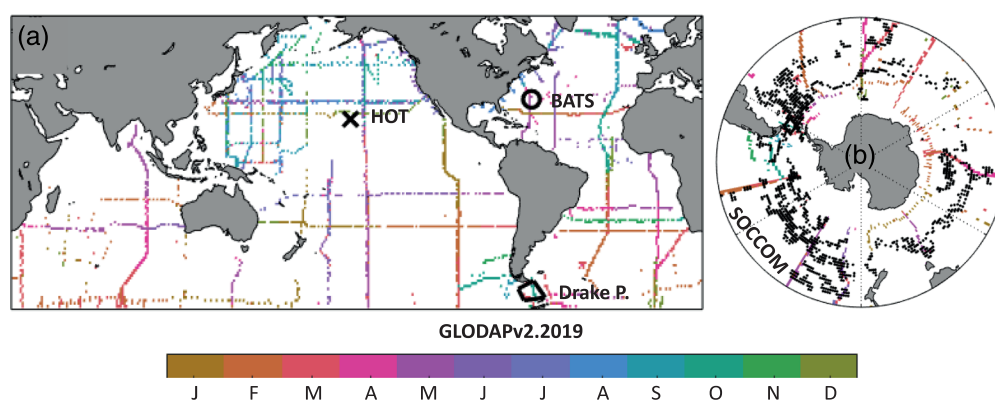 (a)
HOT
BATS
Drake P.
(b)
SOCCOM
GLODAPv2.2019
J F M A M J J A S O N D